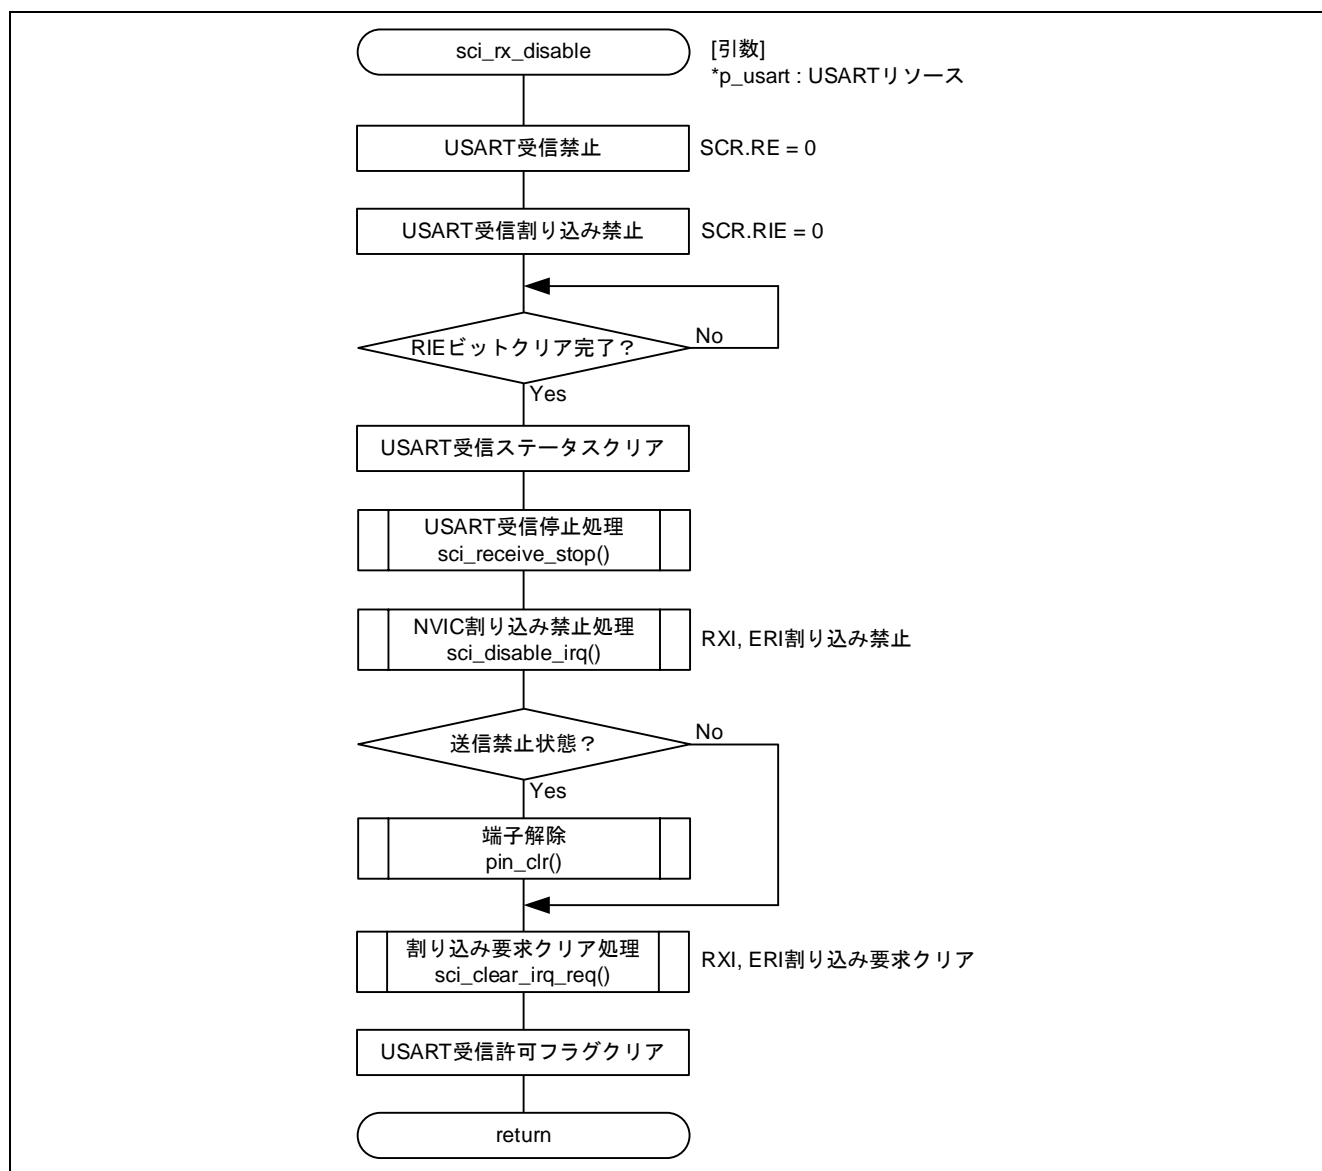 sci_rx_disable
[引数]
*p_usart : USARTリソース
USART受信禁止
SCR.RE = 0
USART受信割り込み禁止
SCR.RIE = 0
RIEビットクリア完了？
No
Yes
USART受信ステータスクリア
USART受信停止処理
sci_receive_stop()
NVIC割り込み禁止処理
sci_disable_irq()
RXI, ERI割り込み禁止
送信禁止状態？
No
Yes
端子解除
pin_clr()
割り込み要求クリア処理
sci_clear_irq_req()
RXI, ERI割り込み要求クリア
USART受信許可フラグクリア
return